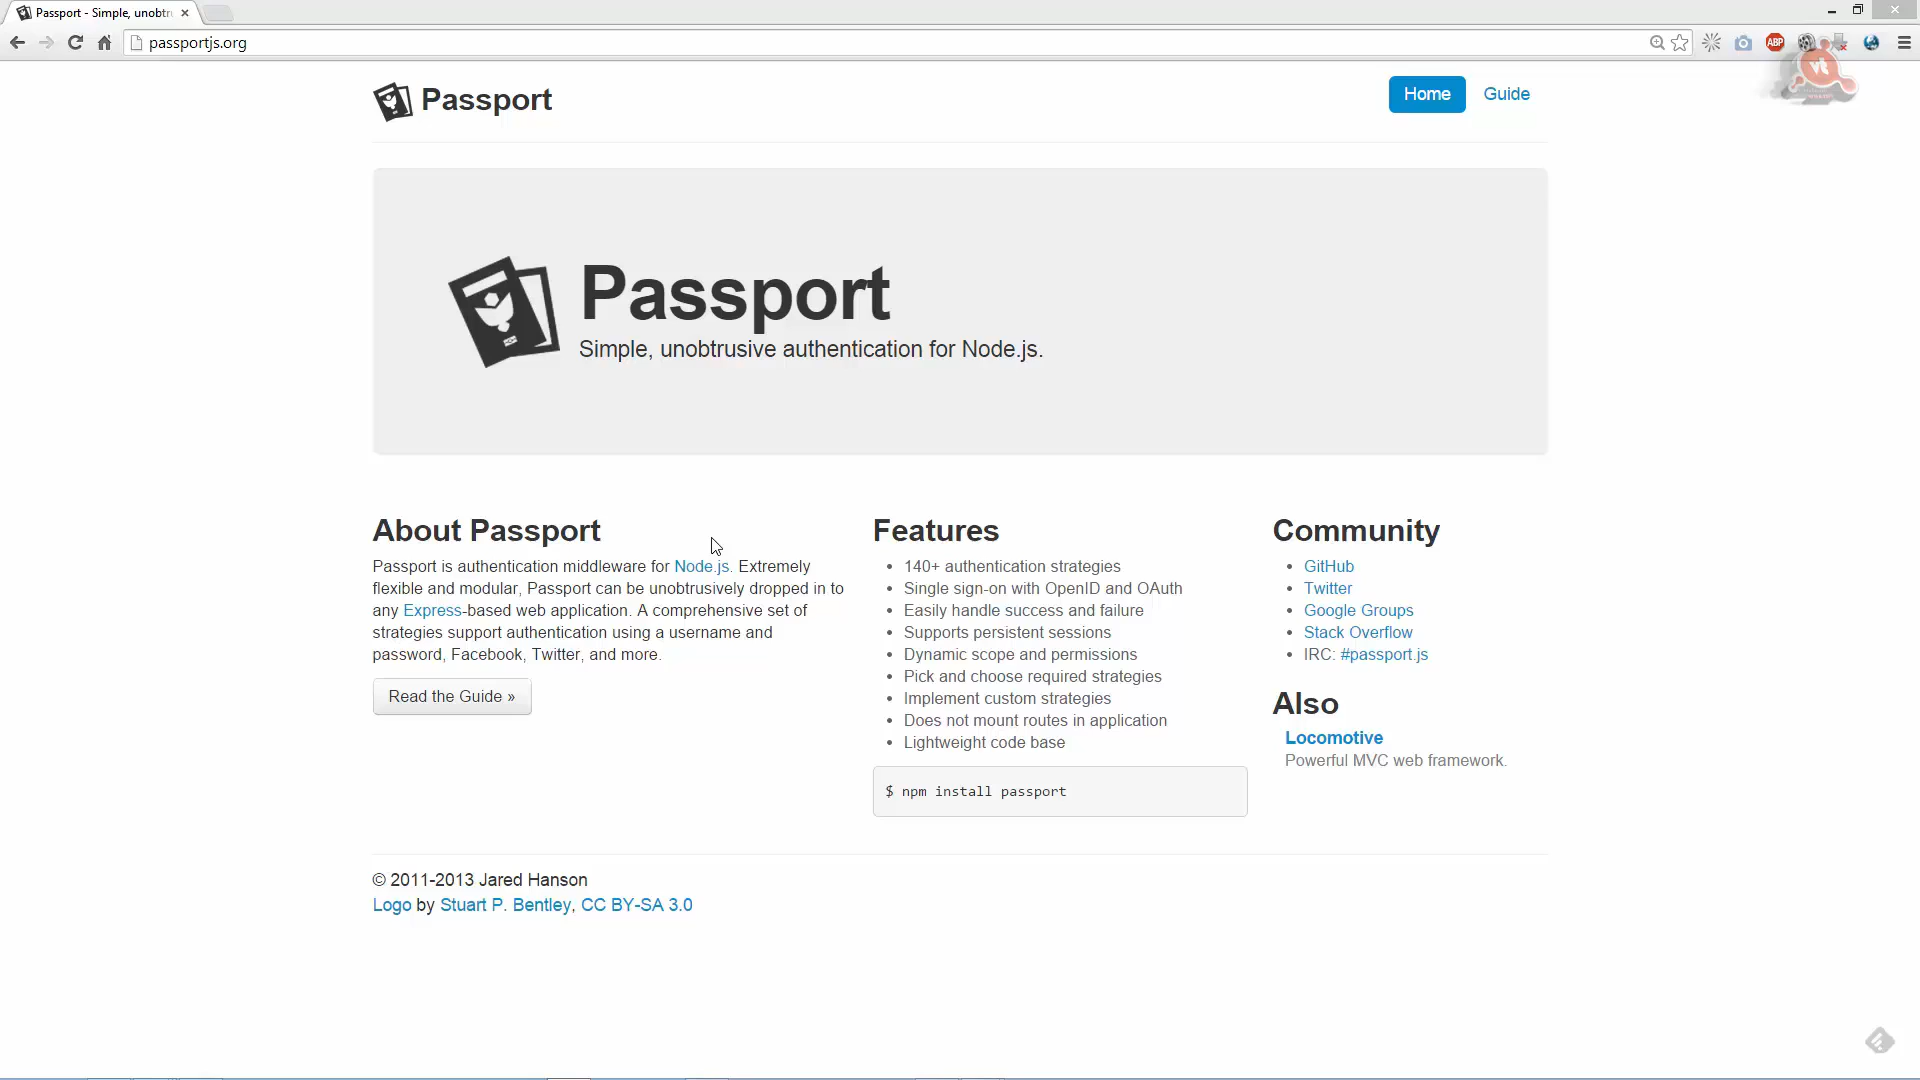 Passport - Simple, unobtr
passportjs.org
ABP
Passport
Home
Guide
vt
Passport
Simple, unobtrusive authentication for Node.js.
About Passport
Passport is authentication middleware for Node.js. Extremely
flexible and modular, Passport can be unobtrusively dropped in to
any Express-based web application. A comprehensive set of
strategies support authentication using a username and
password, Facebook, Twitter, and more.
Read the Guide »
Features
• 140+ authentication strategies
• Single sign-on with OpenID and OAuth
• Easily handle success and failure
• Supports persistent sessions
• Dynamic scope and permissions
• Pick and choose required strategies
• Implement custom strategies
• Does not mount routes in application
• Lightweight code base
$ npm install passport
Community
• GitHub
• Twitter
• Google Groups
• Stack Overflow
• IRC: #passport.js
Also
Locomotive
Powerful MVC web framework.
© 2011-2013 Jared Hanson
Logo by Stuart P. Bentley, CC BY-SA 3.0